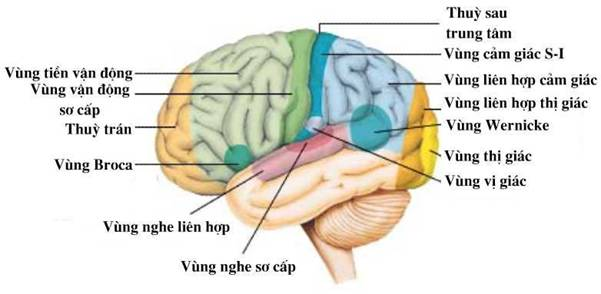 Thuỳ sau
trung tâm
Vùng cảm giác S-I
Vùng tiền vận động
Vùng liên hợp cảm giác
Vùng vận động
sơ cấp
Vùng liên hợp thị giác
Thuỳ trán
Vùng Wernicke
Vùng Broca
Vùng thị giác
Vùng vị giác
Vùng nghe liên hợp
Vùng nghe sơ cấp